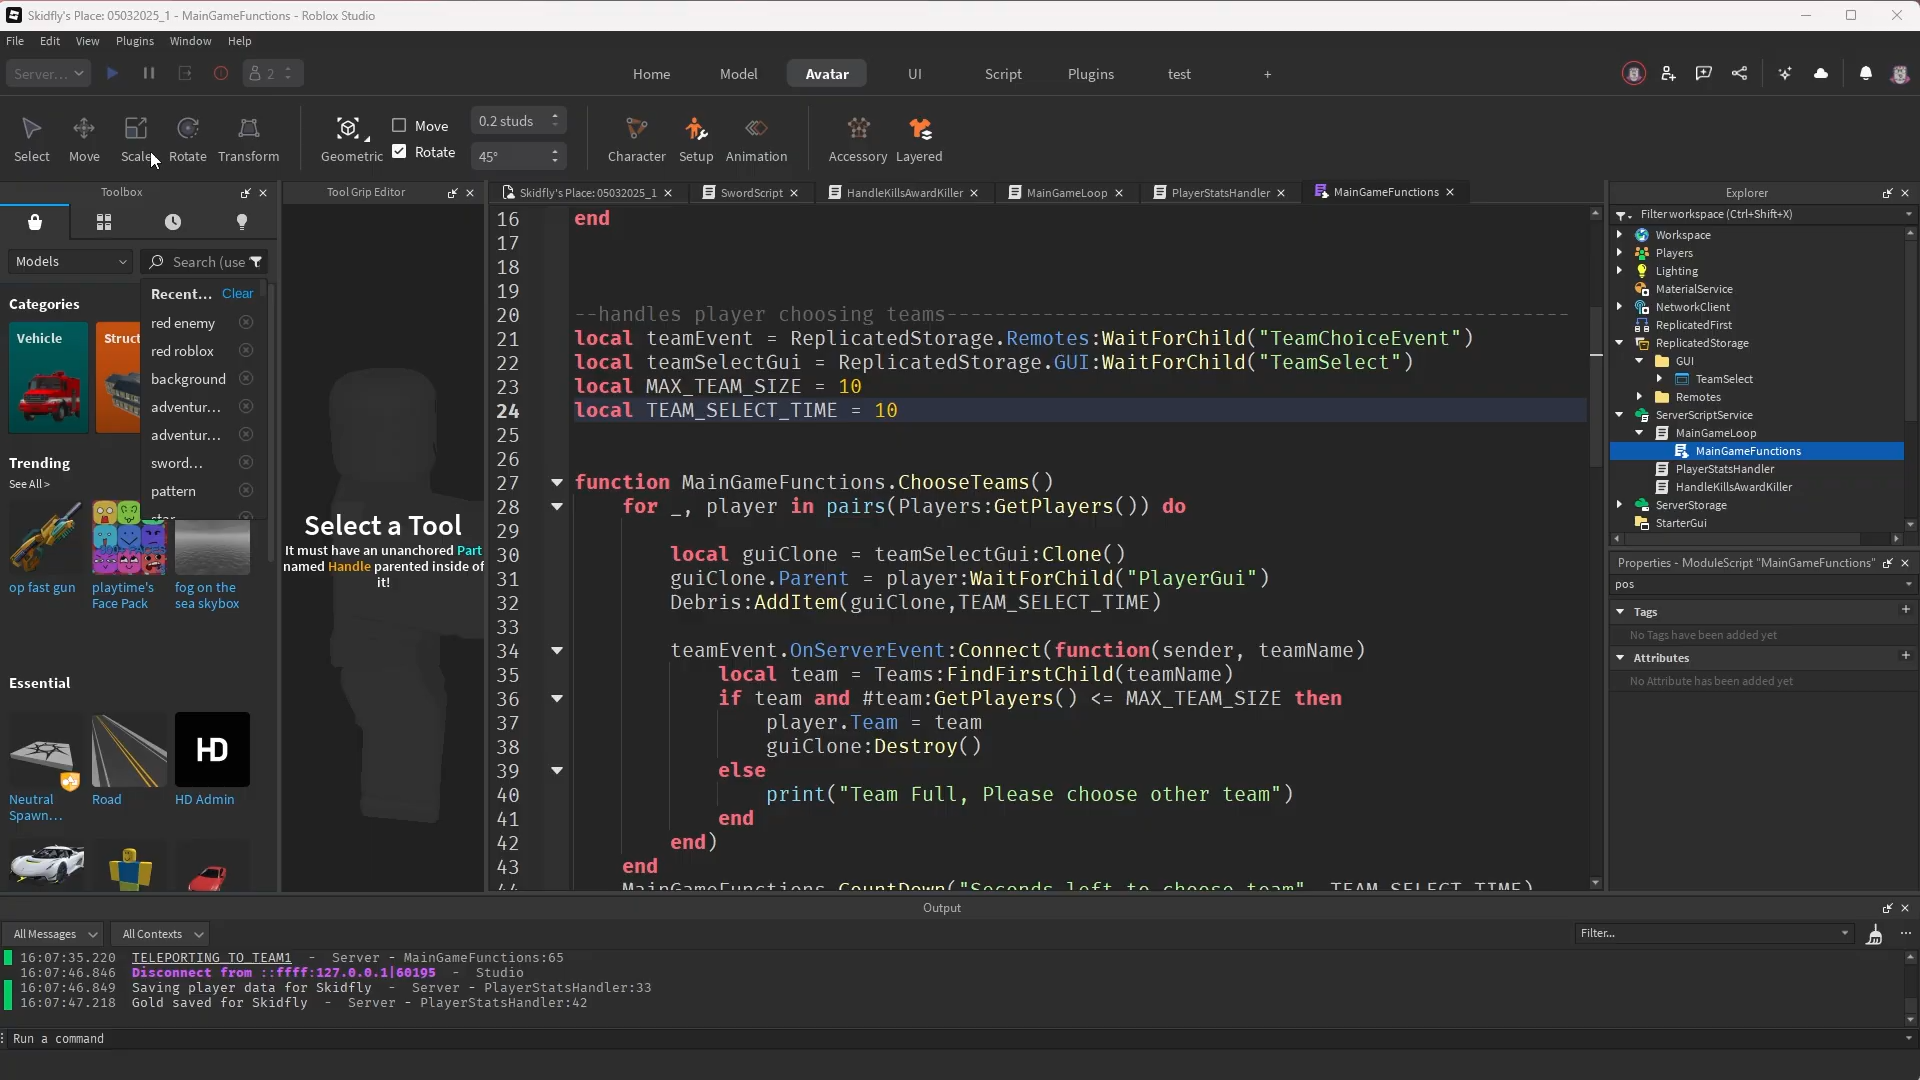 Skidfly's Place: 05032025_1 - MainGameFunctions - Roblox Studio
File Edit View Plugins Window Help
Server... 2 Home Model Avatar UI Script Plugins test +
Select Move Scale Rotate Transform
Geometric Move 0.2 studs
Rotate 45°
Character Setup Animation Accessory Layered
Toolbox
Models Search (use
Categories
Recent... Clear
red enemy
red roblox
background
adventur...
adventur...
sword...
pattern
star
Vehicle Struct
Trending
See All >
op fast gun
playtime's Face Pack
fog on the sea skybox
Essential
HD
Neutral Spawn...
Road
HD Admin
Tool Grip Editor
Select a Tool
It must have an unanchored Part
named Handle parented inside of
it!
Skidfly's Place: 05032025_1 × SwordScript × HandleKillsAwardKiller × MainGameLoop × PlayerStatsHandler × MainGameFunctions ×
16 end
17
18
19
20 --handles player choosing teams----------------------------------------------------
21 local teamEvent = ReplicatedStorage.Remotes:WaitForChild("TeamChoiceEvent")
22 local teamSelectGui = ReplicatedStorage.GUI:WaitForChild("TeamSelect")
23 local MAX_TEAM_SIZE = 10
24 local TEAM_SELECT_TIME = 10
25
26
27 function MainGameFunctions.ChooseTeams()
28 for _, player in pairs(Players:GetPlayers()) do
29
30 local guiClone = teamSelectGui:Clone()
31 guiClone.Parent = player:WaitForChild("PlayerGui")
32 Debris:AddItem(guiClone,TEAM_SELECT_TIME)
33
34 teamEvent.OnServerEvent:Connect(function(sender, teamName)
35 local team = Teams:FindFirstChild(teamName)
36 if team and #team:GetPlayers() <= MAX_TEAM_SIZE then
37 player.Team = team
38 guiClone:Destroy()
39 else
40 print("Team Full, Please choose other team")
41 end
42 end)
43 end
44 MainGameFunctions.CountDown("Seconds left to choose team", TEAM_SELECT_TIME)
Explorer
Filter workspace (Ctrl+Shift+X)
Workspace
Players
Lighting
MaterialService
NetworkClient
ReplicatedFirst
ReplicatedStorage
GUI
TeamSelect
Remotes
ServerScriptService
MainGameLoop
MainGameFunctions
PlayerStatsHandler
HandleKillsAwardKiller
ServerStorage
StarterGui
Properties - ModuleScript "MainGameFunctions"
pos
Tags +
No Tags have been added yet
Attributes +
No Attribute has been added yet
Output
All Messages All Contexts Filter...
16:07:35.220 TELEPORTING TO TEAM1 - Server - MainGameFunctions:65
16:07:46.846 Disconnect from ::ffff:127.0.0.1|60195 - Studio
16:07:46.849 Saving player data for Skidfly - Server - PlayerStatsHandler:33
16:07:47.218 Gold saved for Skidfly - Server - PlayerStatsHandler:42
Run a command